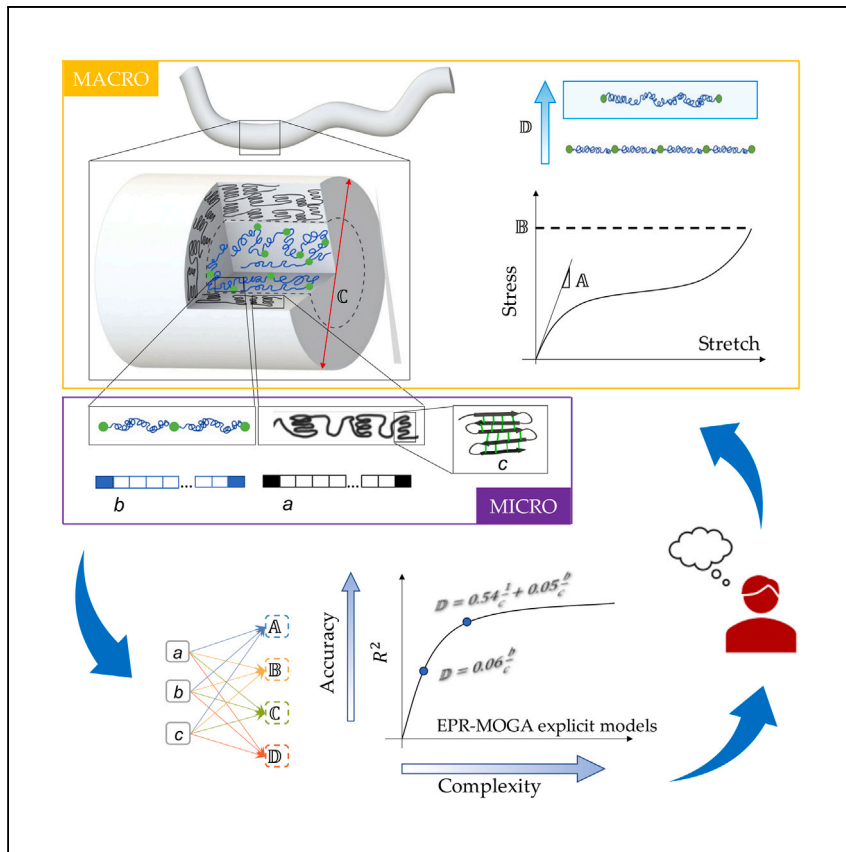 MACRO
𝔻
𝔹
𝔸
Stress
Stretch
ℂ
c
b
a
...
...
MICRO
a
b
c
𝔸
𝔹
ℂ
𝔻
Accuracy
R²
𝔻 = 0.54 1/c + 0.05 b/c
𝔻 = 0.06 b/c
EPR-MOGA explicit models
Complexity